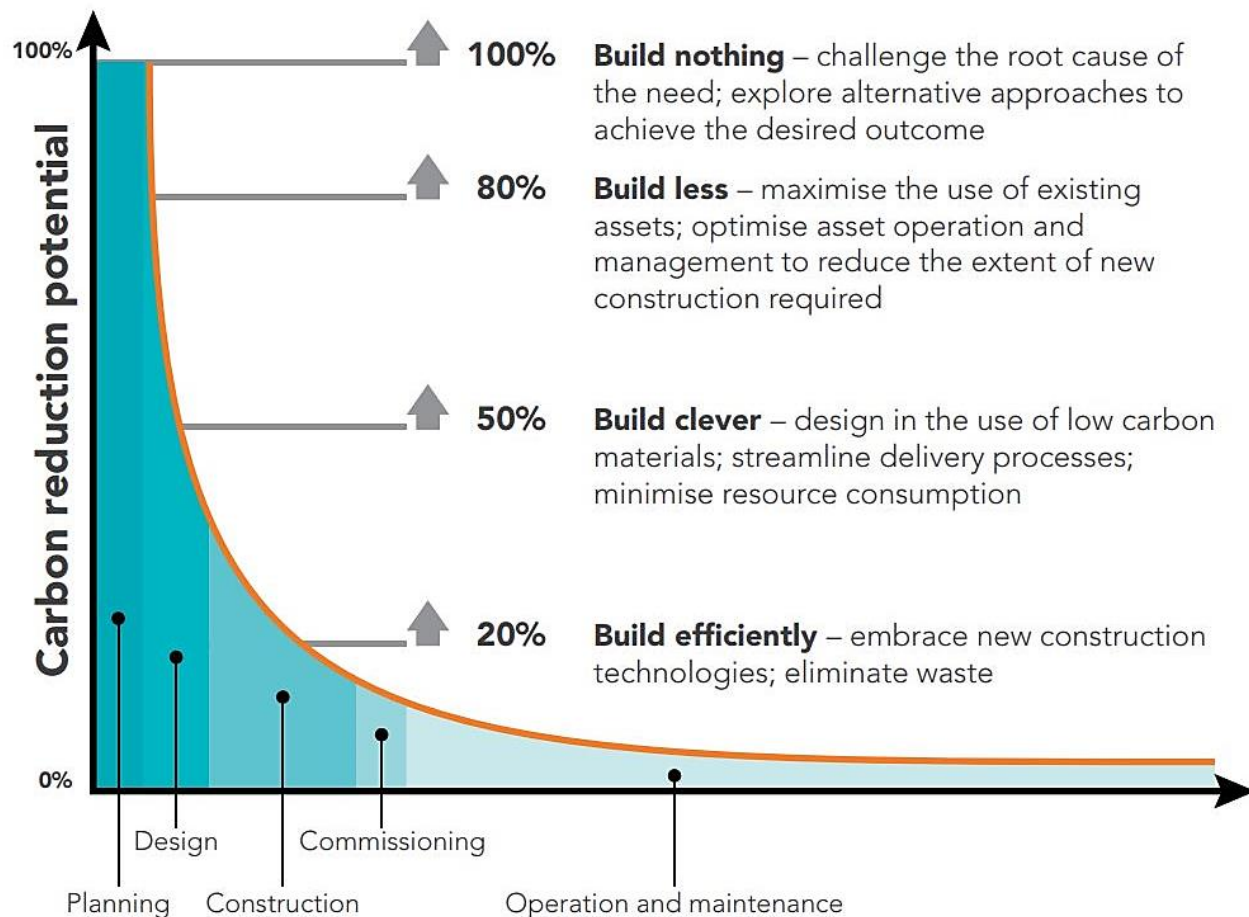 Carbon reduction potential
100%
0%
100%
Build nothing – challenge the root cause of
the need; explore alternative approaches to
achieve the desired outcome
80%
Build less – maximise the use of existing
assets; optimise asset operation and
management to reduce the extent of new
construction required
50%
Build clever – design in the use of low carbon
materials; streamline delivery processes;
minimise resource consumption
20%
Build efficiently – embrace new construction
technologies; eliminate waste
Design
Commissioning
Planning
Construction
Operation and maintenance